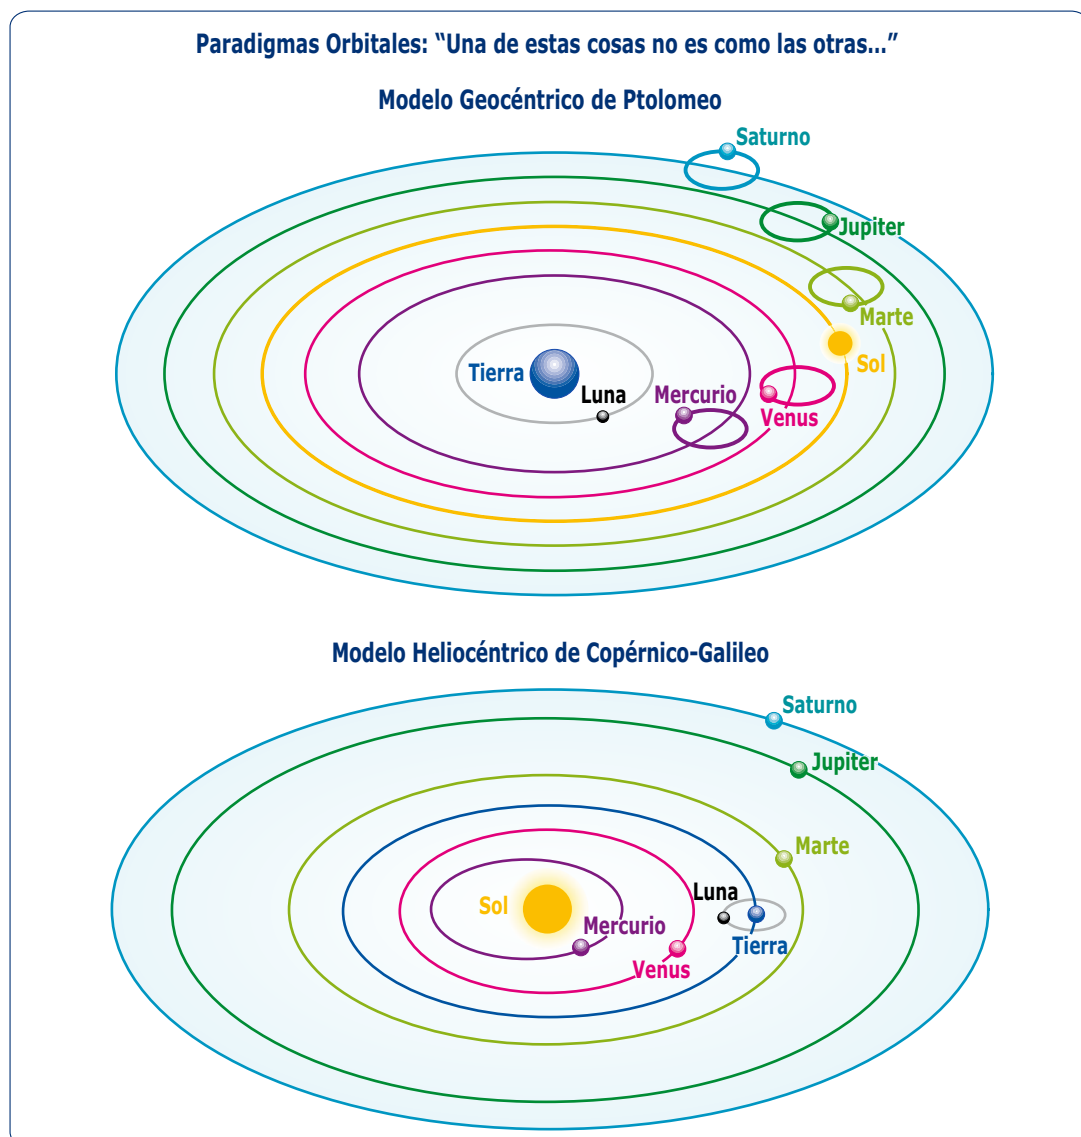 Paradigmas Orbitales: “Una de estas cosas no es como las otras...”
Modelo Geocéntrico de Ptolomeo
Saturno
Jupiter
Marte
Sol
Tierra
Luna
Mercurio
Venus
Modelo Heliocéntrico de Copérnico-Galileo
Saturno
Jupiter
Marte
Luna
Sol
Mercurio
Tierra
Venus